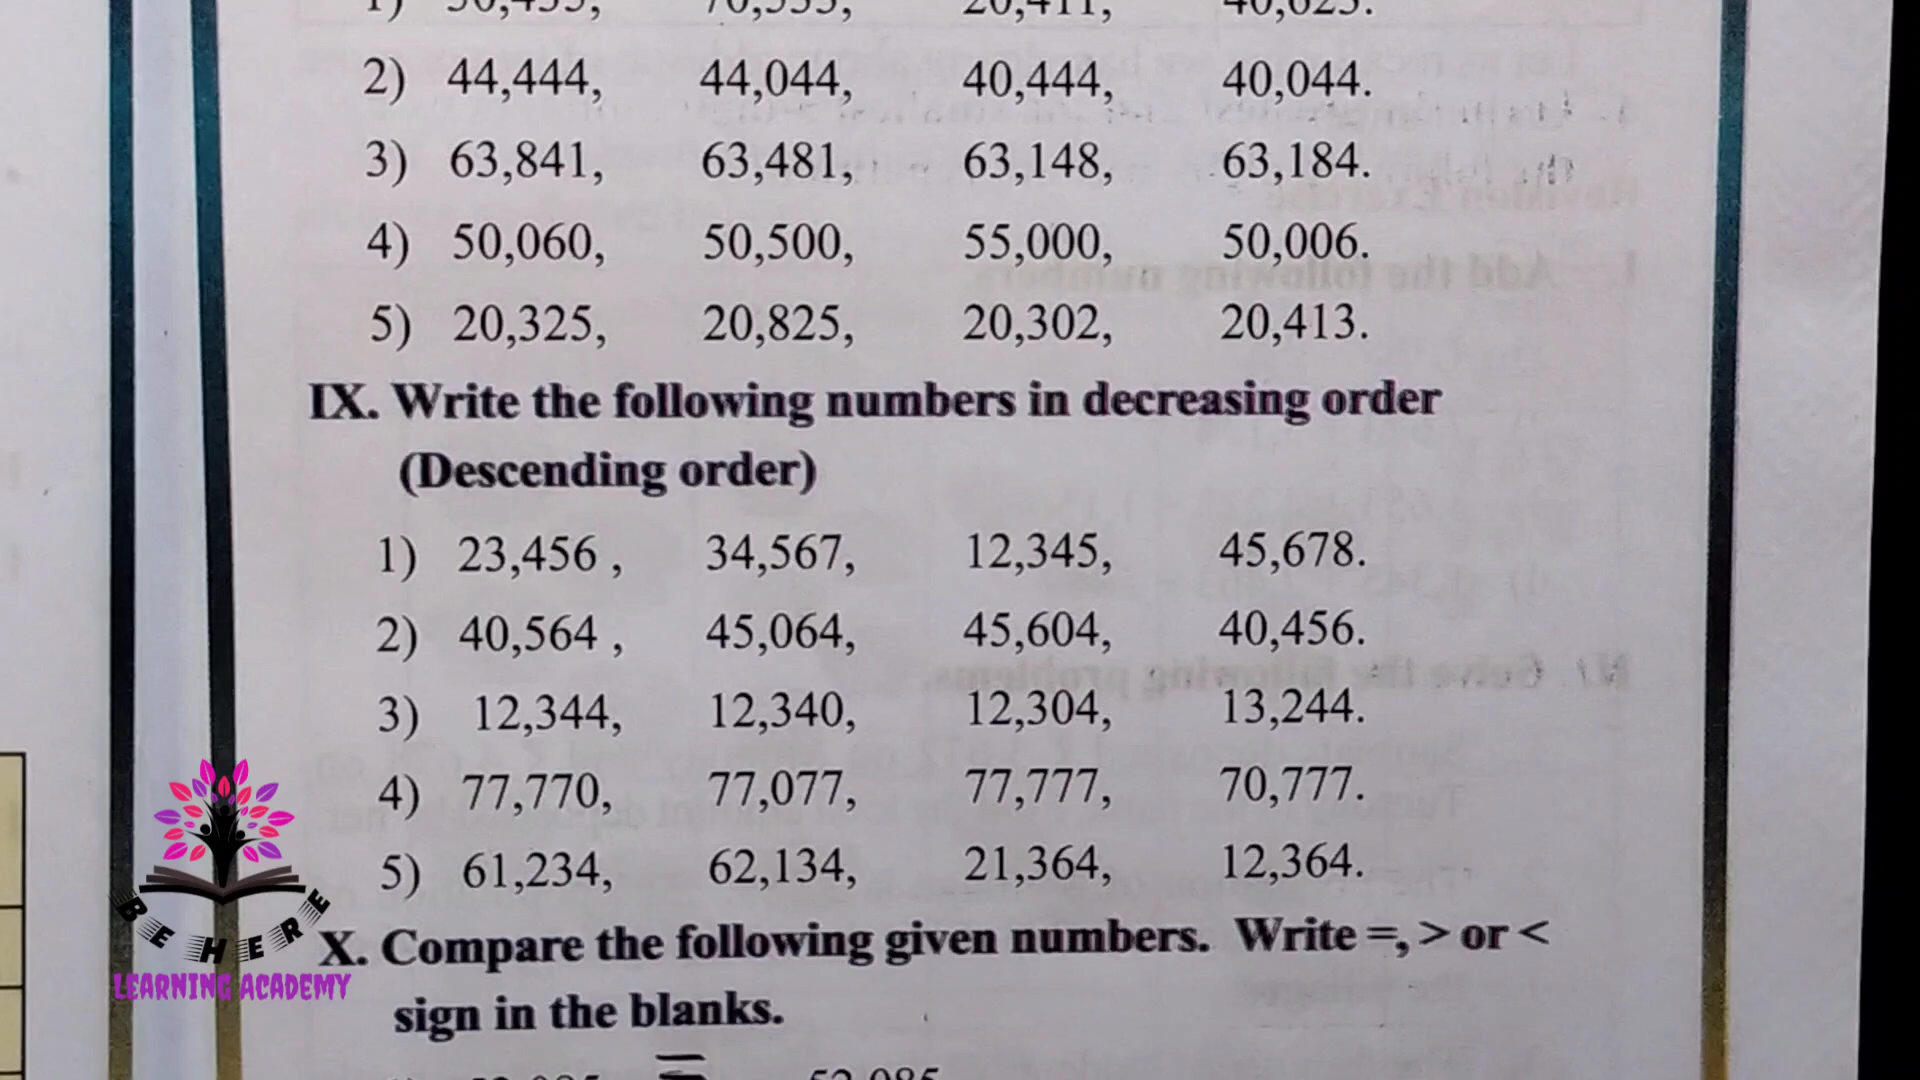 2) 44,444, 44,044, 40,444, 40,044.
3) 63,841, 63,481, 63,148, 63,184.
4) 50,060, 50,500, 55,000, 50,006.
5) 20,325, 20,825, 20,302, 20,413.
IX. Write the following numbers in decreasing order
(Descending order)
1) 23,456 , 34,567, 12,345, 45,678.
2) 40,564 , 45,064, 45,604, 40,456.
3) 12,344, 12,340, 12,304, 13,244.
4) 77,770, 77,077, 77,777, 70,777.
5) 61,234, 62,134, 21,364, 12,364.
X. Compare the following given numbers. Write =, > or <
sign in the blanks.
BE HERE
LEARNING ACADEMY